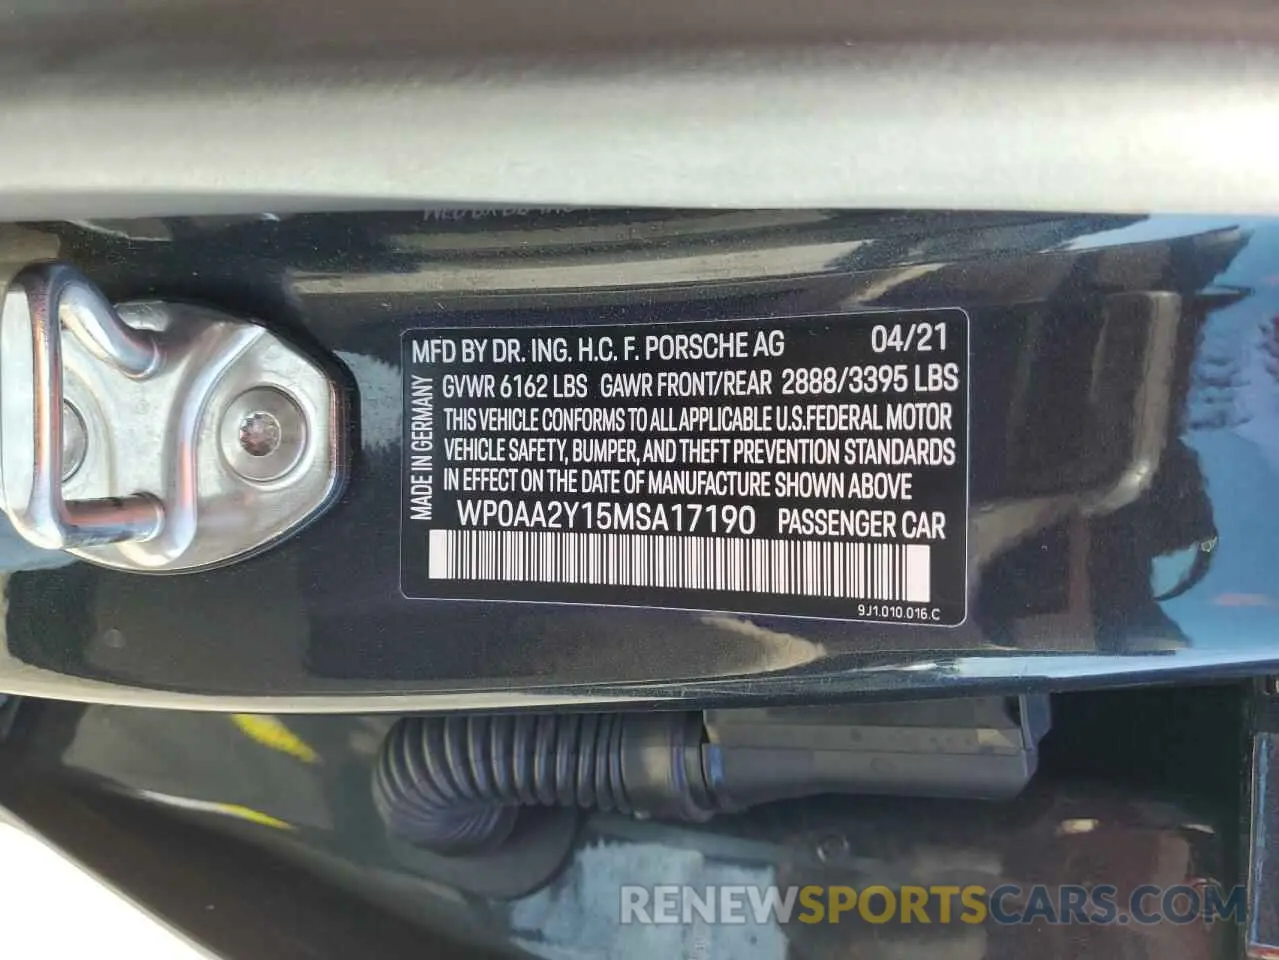 MFD BY DR. ING. H.C. F. PORSCHE AG 04/21
GVWR 6162 LBS GAWR FRONT/REAR 2888/3395 LBS
THIS VEHICLE CONFORMS TO ALL APPLICABLE U.S.FEDERAL MOTOR
VEHICLE SAFETY, BUMPER, AND THEFT PREVENTION STANDARDS
IN EFFECT ON THE DATE OF MANUFACTURE SHOWN ABOVE
WP0AA2Y15MSA17190 PASSENGER CAR
MADE IN GERMANY
9J1.010.016.C
RENEWSPORTSCARS.COM